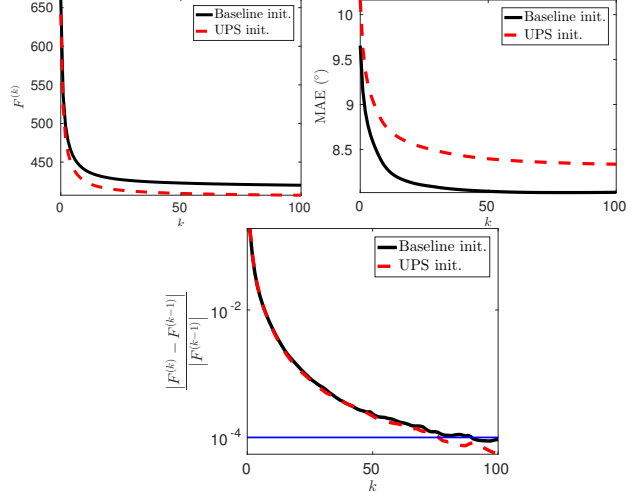 650
600
550
500
450
F^{(k)}
Baseline init.
UPS init.
0
50
100
k
10
9.5
9
8.5
MAE (°)
Baseline init.
UPS init.
0
50
100
k
10^{-2}
10^{-4}
|F^{(k)} − F^{(k−1)}|
|F^{(k−1)}|
Baseline init.
UPS init.
0
50
100
k